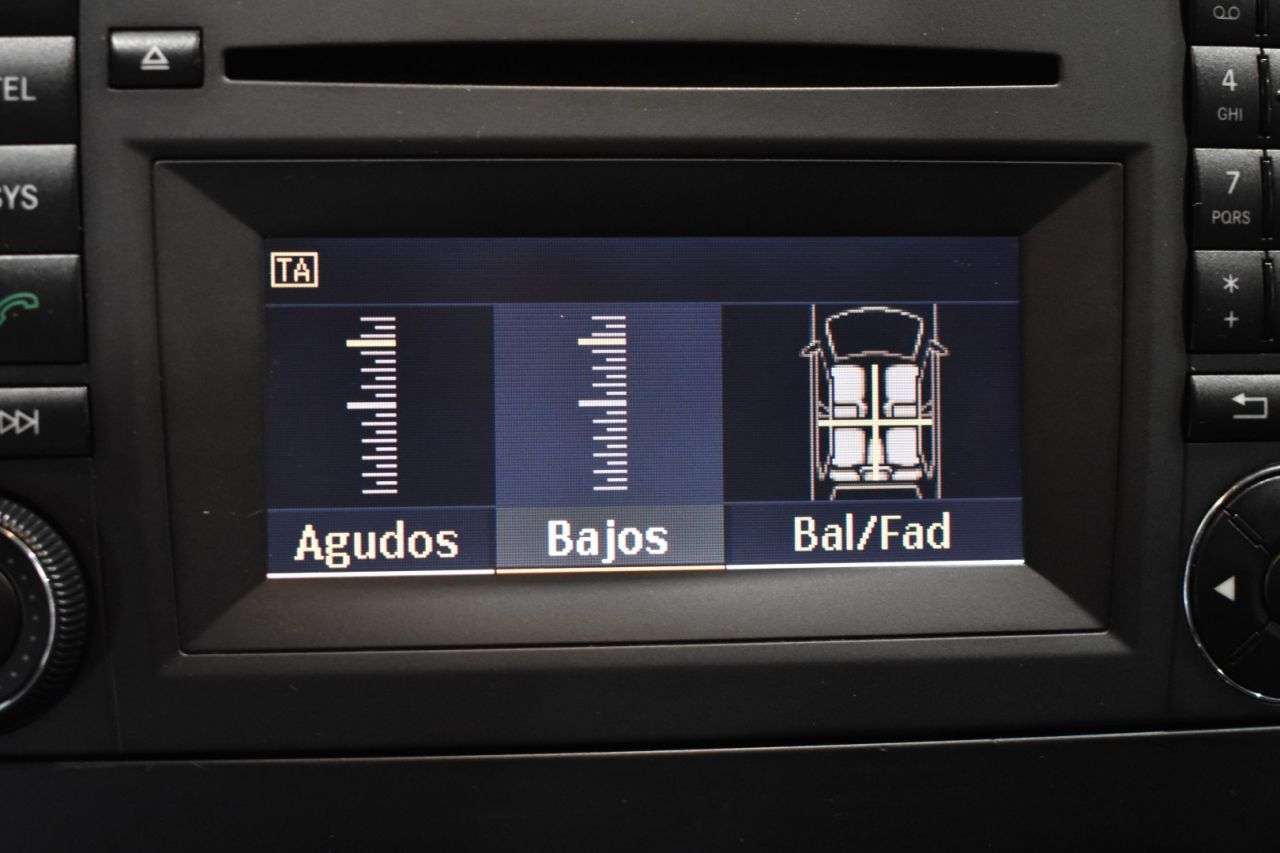 TEL
SYS
TA
Agudos
Bajos
Bal/Fad
4
GHI
7
PQRS
*
+